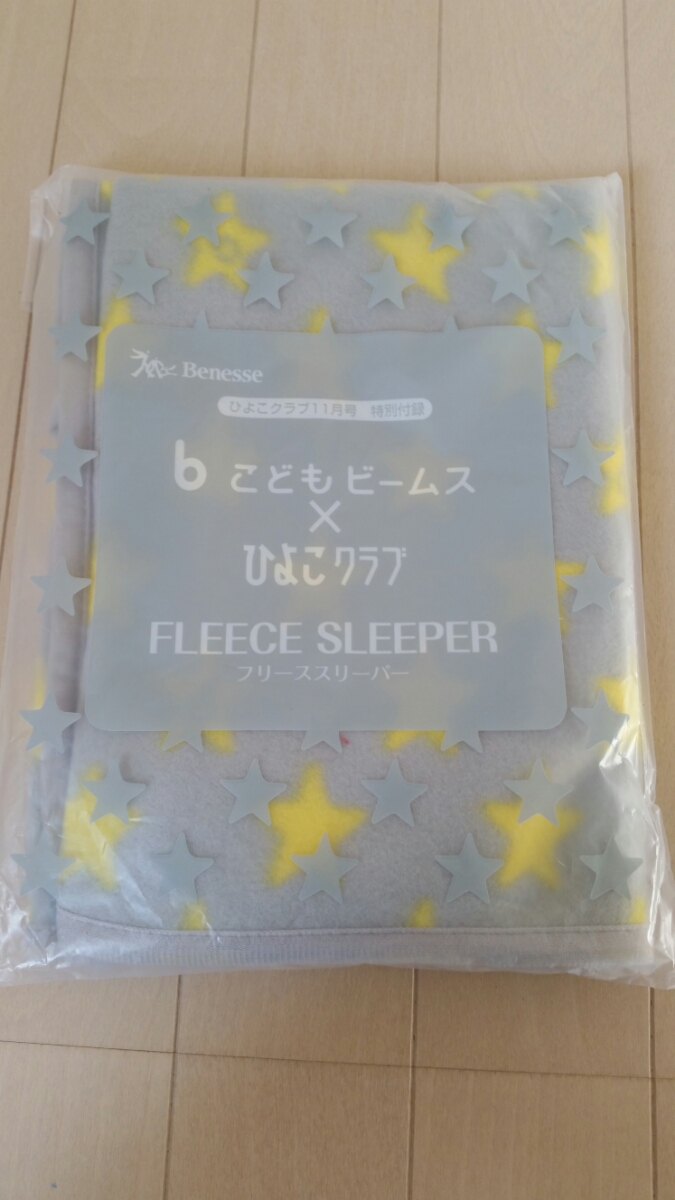 Benesse
ひよこクラブ11月号 特別付録
b こども ビームス
×
ひよこクラブ
FLEECE SLEEPER
フリーススリーパー